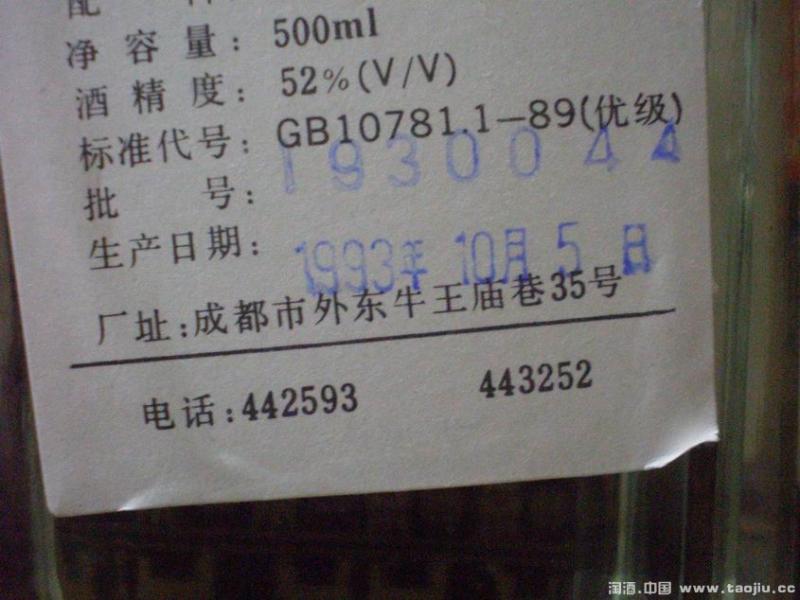 配 料
净 容 量: 500ml
酒 精 度: 52%(V/V)
标准代号: GB10781.1-89(优级)
批 号: 1930044
生产日期: 1993年 10月 5 日
厂址:成都市外东牛王庙巷35号
电话:442593 443252
淘酒.中国 www.taojiu.cc